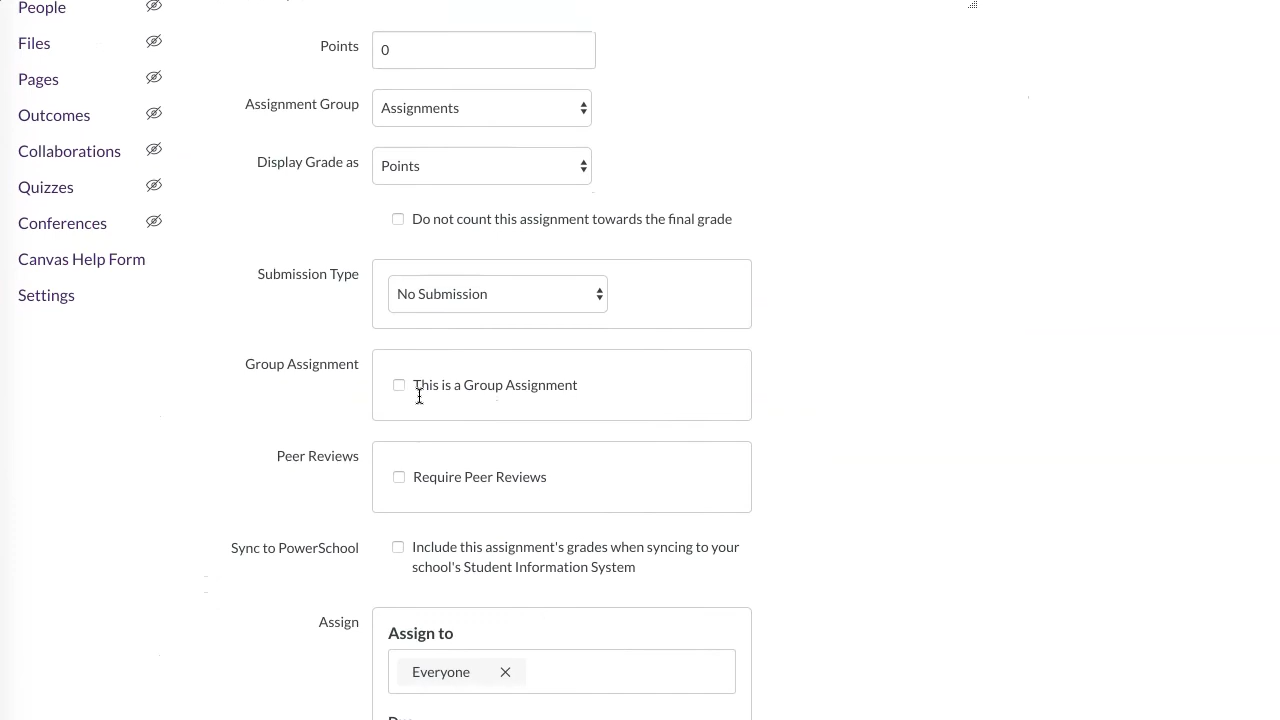 People
Files
Pages
Outcomes
Collaborations
Quizzes
Conferences
Canvas Help Form
Settings
Points
0
Assignment Group
Assignments
Display Grade as
Points
Do not count this assignment towards the final grade
Submission Type
No Submission
Group Assignment
This is a Group Assignment
Peer Reviews
Require Peer Reviews
Sync to PowerSchool
Include this assignment's grades when syncing to your
school's Student Information System
Assign
Assign to
Everyone